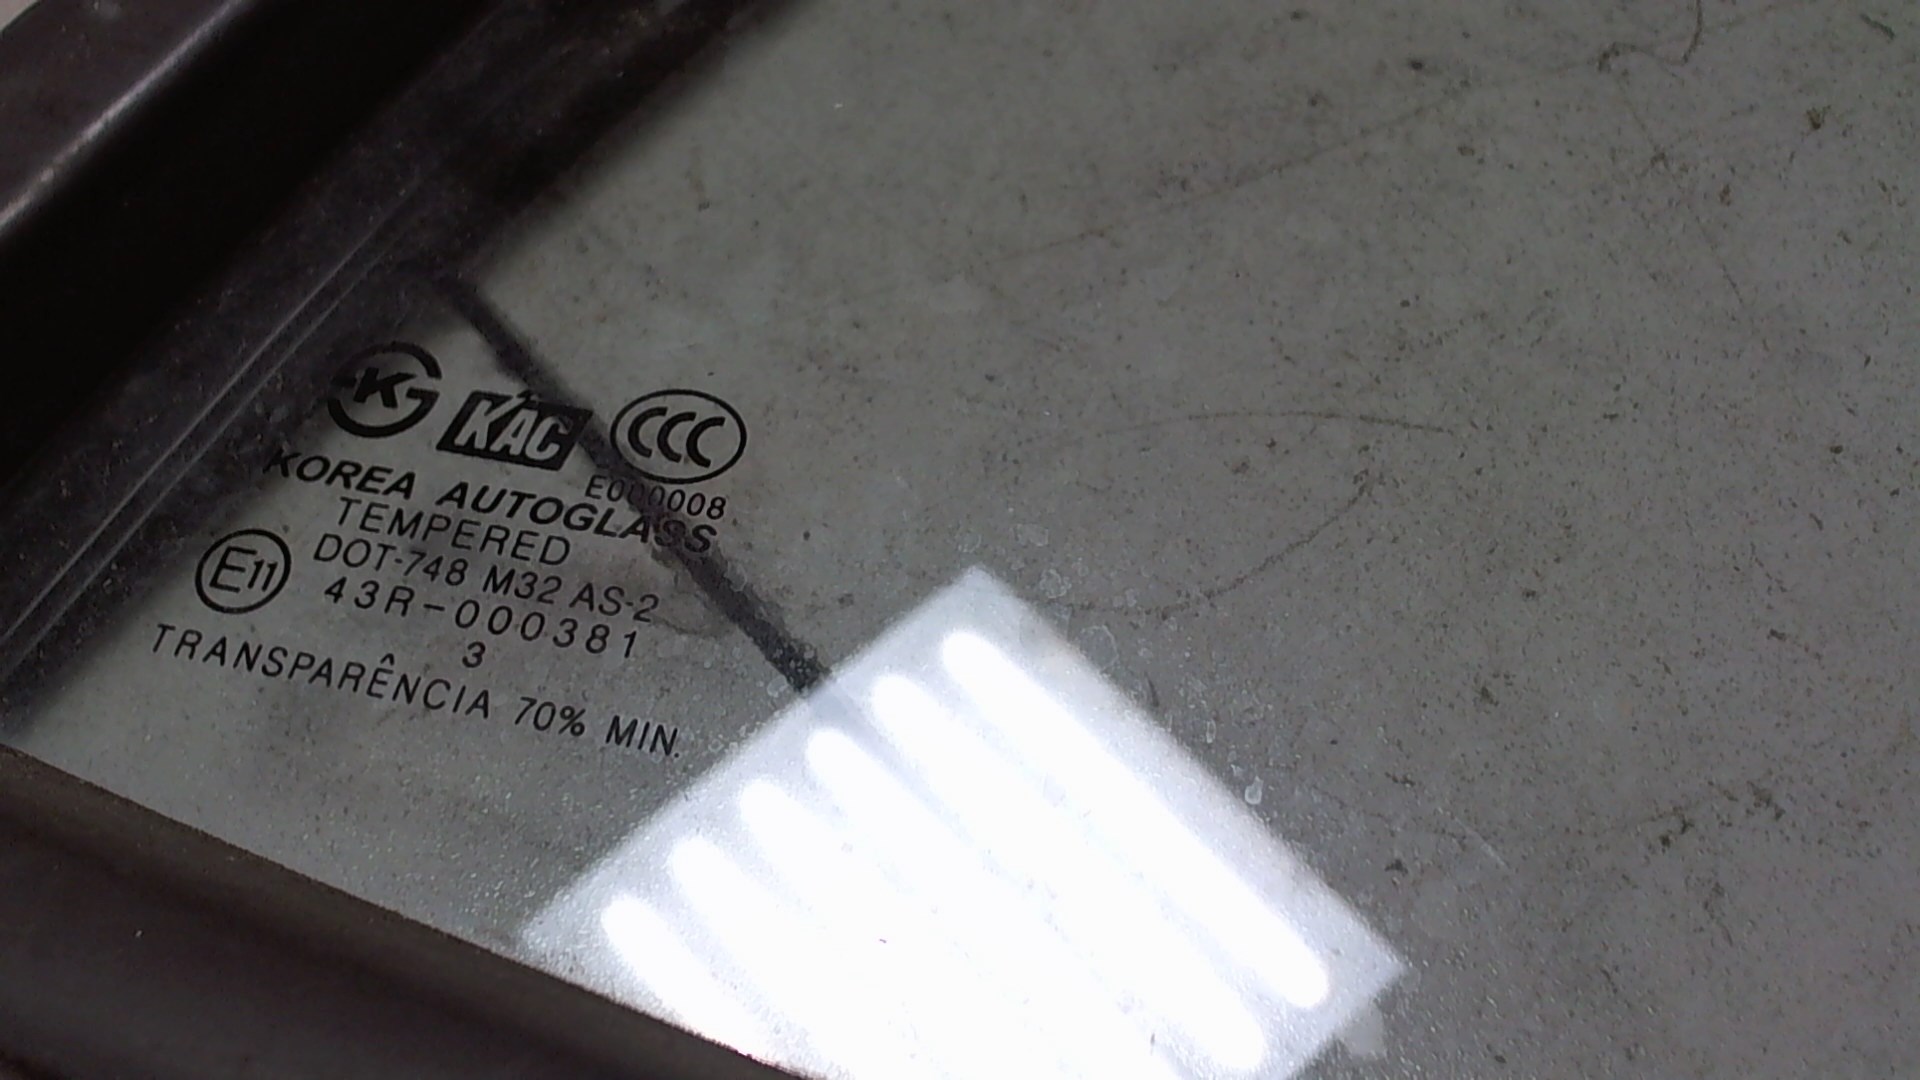 K
KAC
CCC
E000008
KOREA AUTOGLASS
TEMPERED
DOT-748 M32 AS-2
E11
43R-000381
3
TRANSPARÊNCIA 70% MIN.